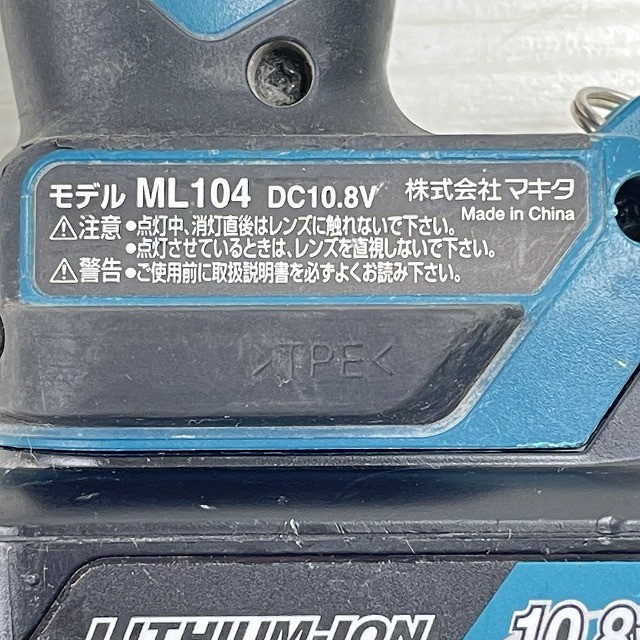 モデル ML104 DC10.8V 株式会社 マキタ
Made in China
⚠注意 ●点灯中、消灯直後はレンズに触れないで下さい。
●点灯させているときは、レンズを直視しないで下さい。
⚠警告 ●ご使用前に取扱説明書を必ずよくお読み下さい。
>TPE<
LITHIUM-ION 10.8